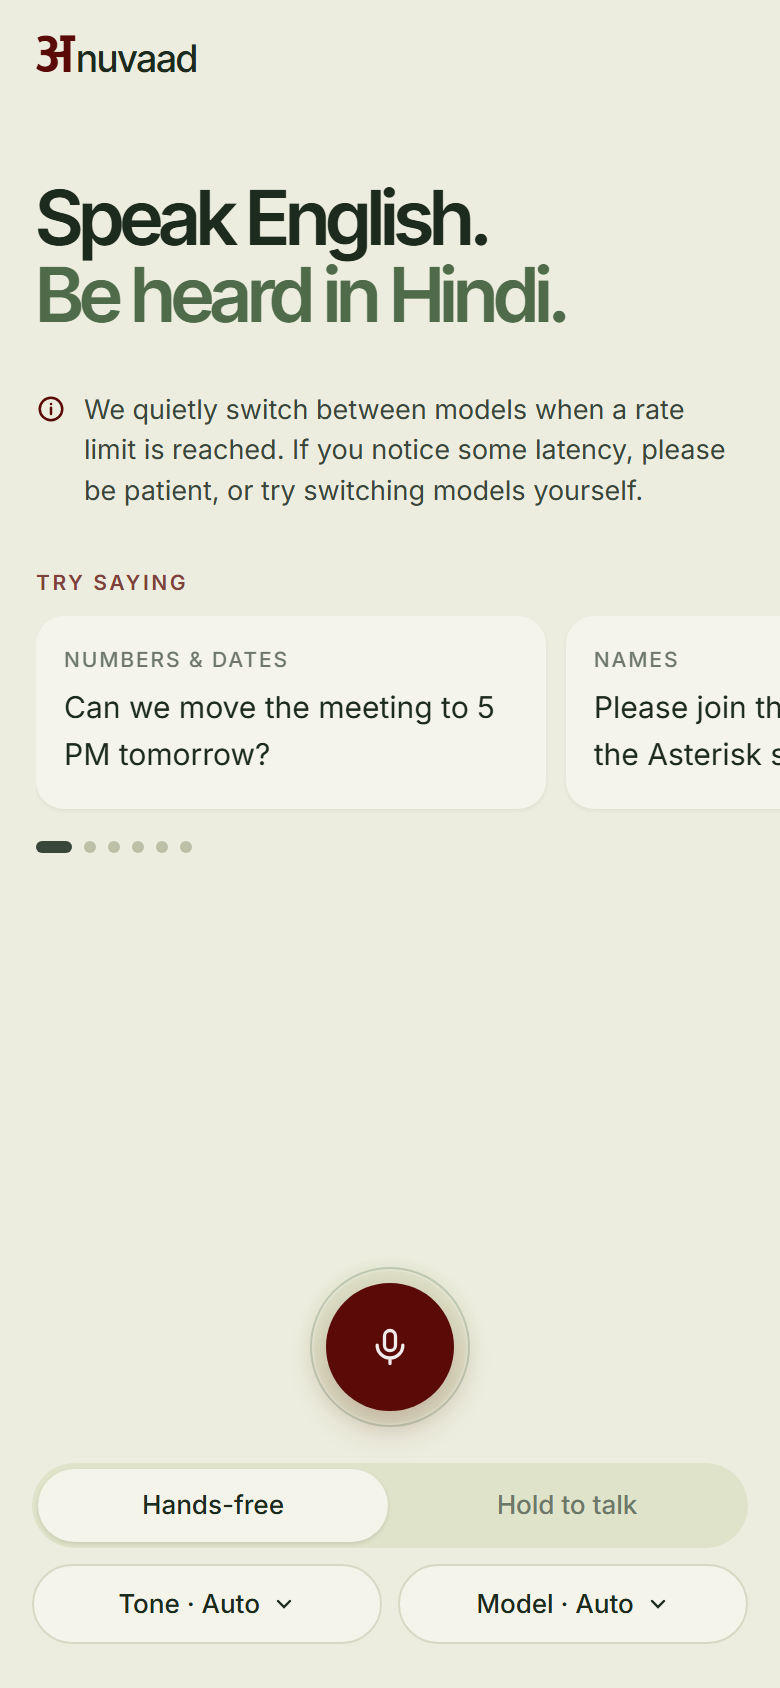 अnuvaad
Speak English.
Be heard in Hindi.
We quietly switch between models when a rate
limit is reached. If you notice some latency, please
be patient, or try switching models yourself.
TRY SAYING
NUMBERS & DATES
Can we move the meeting to 5
PM tomorrow?
NAMES
Please join
the Asterisk
Hands-free
Hold to talk
Tone · Auto
Model · Auto